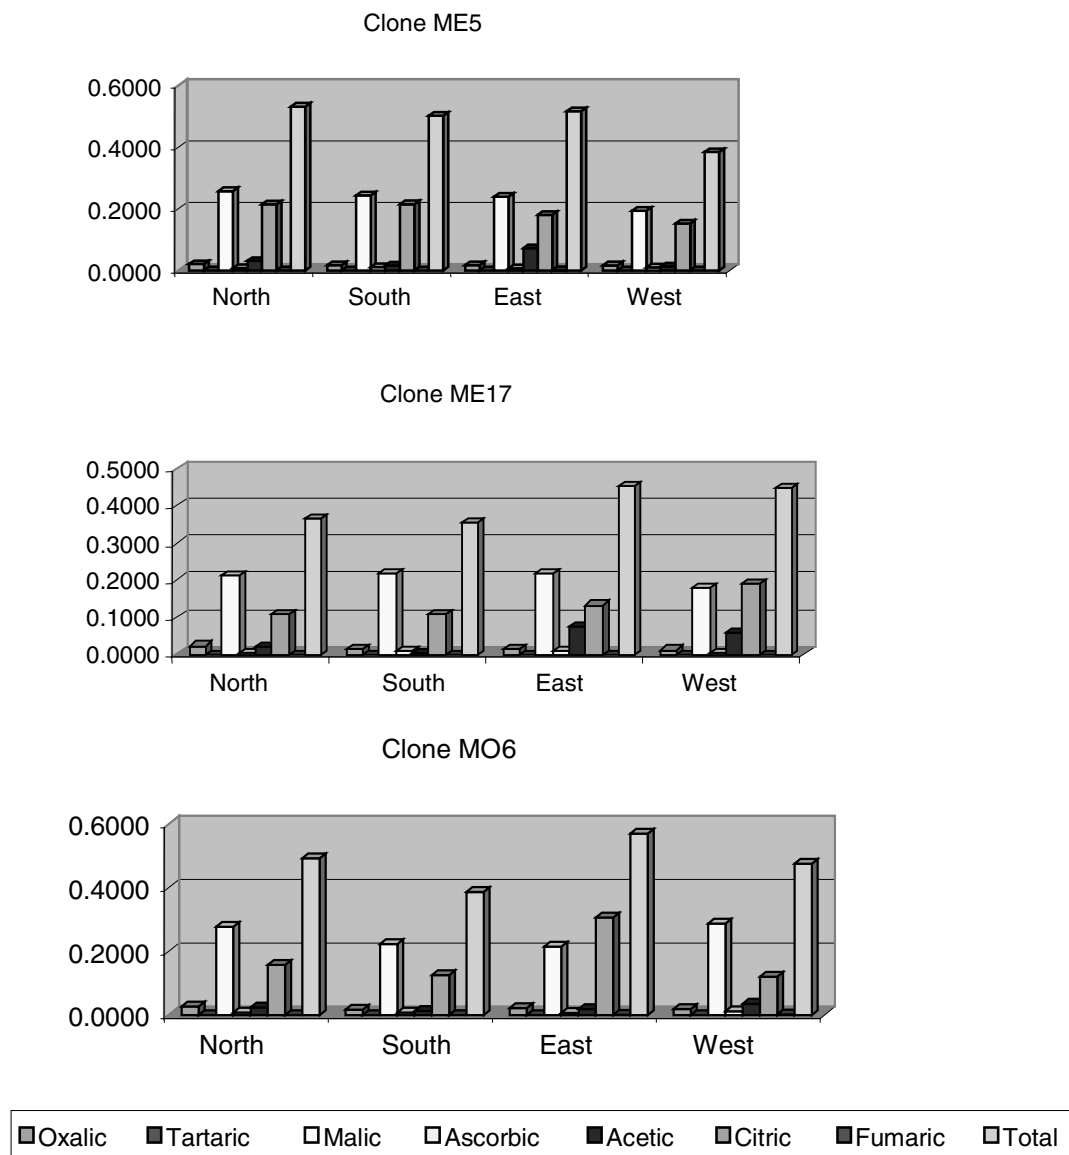 Clone ME5
0.6000
0.4000
0.2000
0.0000
North South East West
Clone ME17
0.5000
0.4000
0.3000
0.2000
0.1000
0.0000
North South East West
Clone MO6
0.6000
0.4000
0.2000
0.0000
North South East West
Oxalic Tartaric Malic Ascorbic Acetic Citric Fumaric Total